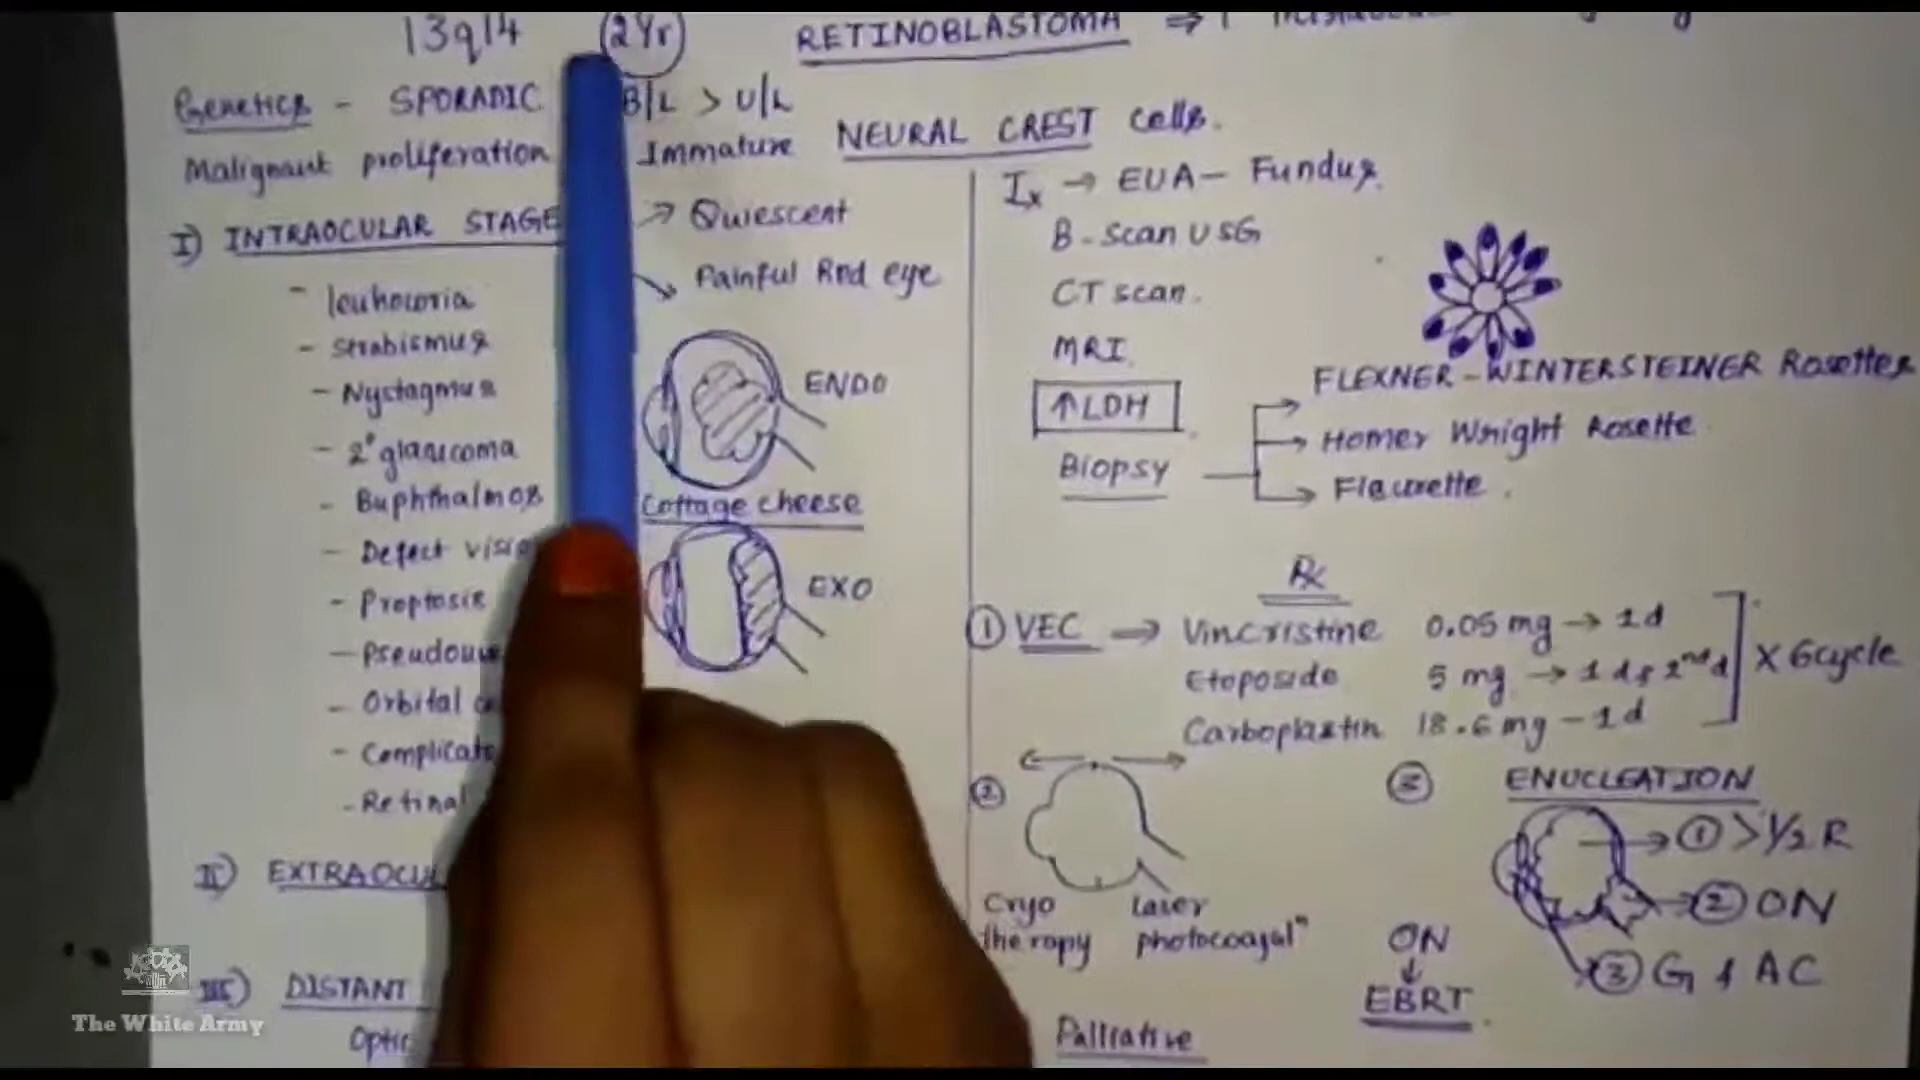 13q14 2Yr RETINOBLASTOMA ⇒
Genetics - SPORADIC B/L > U/L
Malignant proliferation Immature NEURAL CREST cells.
I) INTRAOCULAR STAGE → Quiescent
→ Painful Red eye
- leukocoria
- Strabismus
- Nystagmus
- 2° glaucoma
- Buphthalmos
- Defect
- Proptosis
- Orbital
- Retinal
ENDO
Cottage cheese
EXO
II)
III) DISTANT
Ix → EUA - Fundus.
B-Scan USG
CT scan.
MRI.
↑LDH
Biopsy
FLEXNER-WINTERSTEINER Rosettes
Homer Wright Rosette
Fleurette.
Rx
① VEC ⇒ Vincristine 0.05 mg → 1d
Etoposide 5 mg → 1d & 2nd d
Carboplastin 18.6 mg - 1d
X 6cycle
②
Cryo therapy
Laser photocoagulⁿ
③ ENUCLEATION
① > 1/2 R
② ON
③ G & AC
ON
↓
EBRT.
Palliative
The White Army